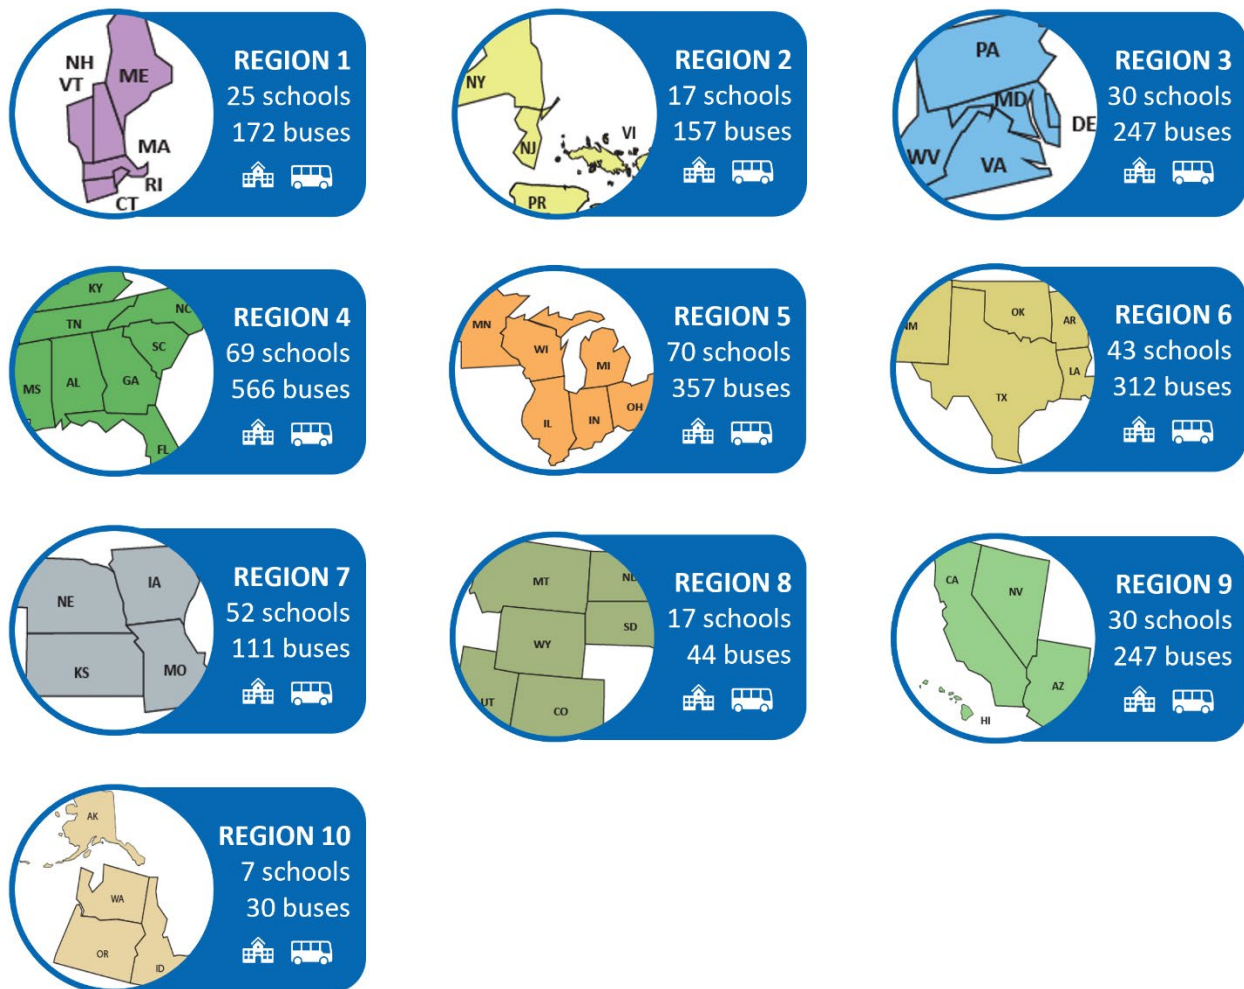 REGION 1
25 schools
172 buses
NH
VT
ME
MA
RI
CT
REGION 2
17 schools
157 buses
NY
NJ
VI
PR
REGION 3
30 schools
247 buses
PA
MD
DE
WV
VA
REGION 4
69 schools
566 buses
KY
TN
NC
SC
MS
AL
GA
FL
REGION 5
70 schools
357 buses
MN
WI
MI
IL
IN
OH
REGION 6
43 schools
312 buses
NM
OK
AR
TX
LA
REGION 7
52 schools
111 buses
NE
IA
KS
MO
REGION 8
17 schools
44 buses
MT
ND
SD
WY
UT
CO
REGION 9
30 schools
247 buses
CA
NV
AZ
HI
REGION 10
7 schools
30 buses
AK
WA
OR
ID